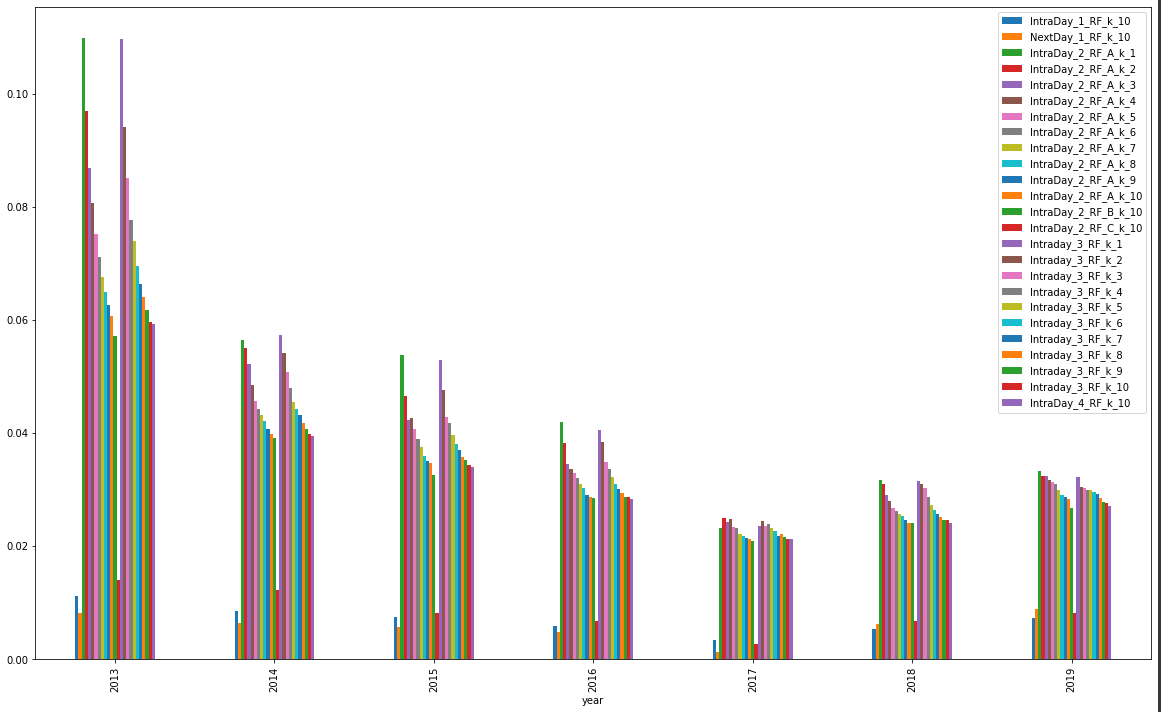 IntraDay_1_RF_k_10
NextDay_1_RF_k_10
IntraDay_2_RF_A_k_1
IntraDay_2_RF_A_k_2
IntraDay_2_RF_A_k_3
IntraDay_2_RF_A_k_4
IntraDay_2_RF_A_k_5
IntraDay_2_RF_A_k_6
IntraDay_2_RF_A_k_7
IntraDay_2_RF_A_k_8
IntraDay_2_RF_A_k_9
IntraDay_2_RF_A_k_10
IntraDay_2_RF_B_k_10
IntraDay_2_RF_C_k_10
Intraday_3_RF_k_1
Intraday_3_RF_k_2
Intraday_3_RF_k_3
Intraday_3_RF_k_4
Intraday_3_RF_k_5
Intraday_3_RF_k_6
Intraday_3_RF_k_7
Intraday_3_RF_k_8
Intraday_3_RF_k_9
Intraday_3_RF_k_10
IntraDay_4_RF_k_10
0.10
0.08
0.06
0.04
0.02
0.00
2013
2014
2015
2016
2017
2018
2019
year